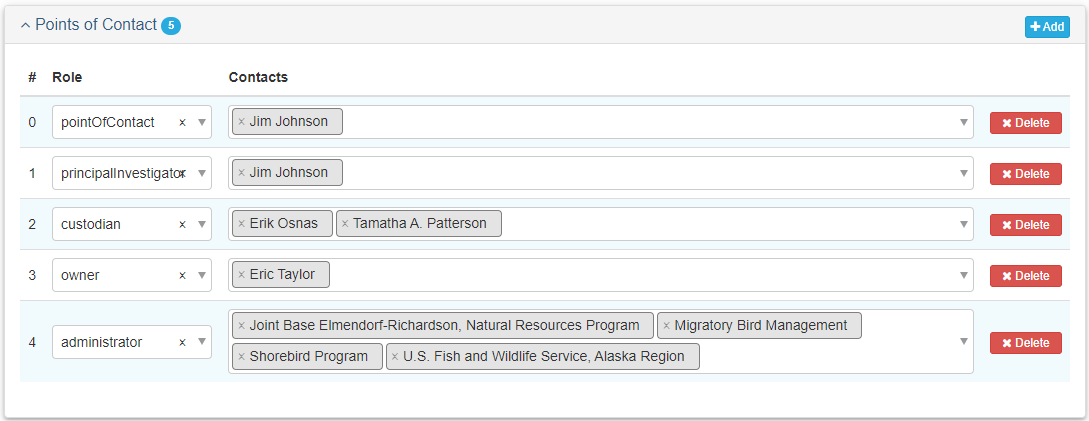 Points of Contact 5 Add
# Role Contacts
0 pointOfContact × × Jim Johnson Delete
1 principalInvestigator × × Jim Johnson Delete
2 custodian × × Erik Osnas × Tamatha A. Patterson Delete
3 owner × × Eric Taylor Delete
4 administrator × × Joint Base Elmendorf-Richardson, Natural Resources Program × Migratory Bird Management Delete
× Shorebird Program × U.S. Fish and Wildlife Service, Alaska Region